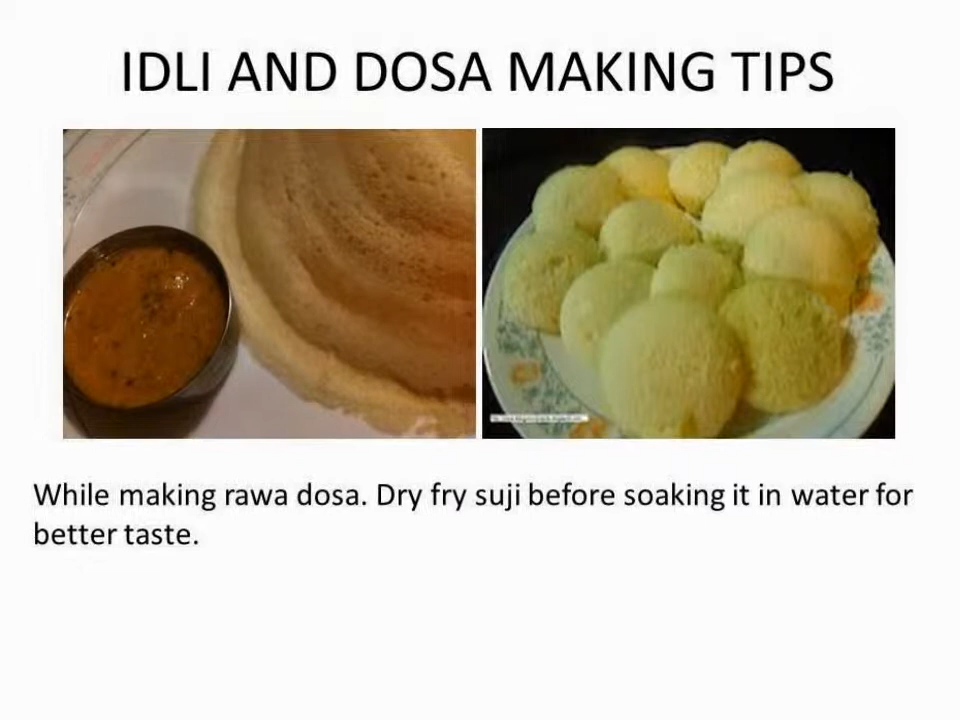 IDLI AND DOSA MAKING TIPS
While making rawa dosa. Dry fry suji before soaking it in water for
better taste.